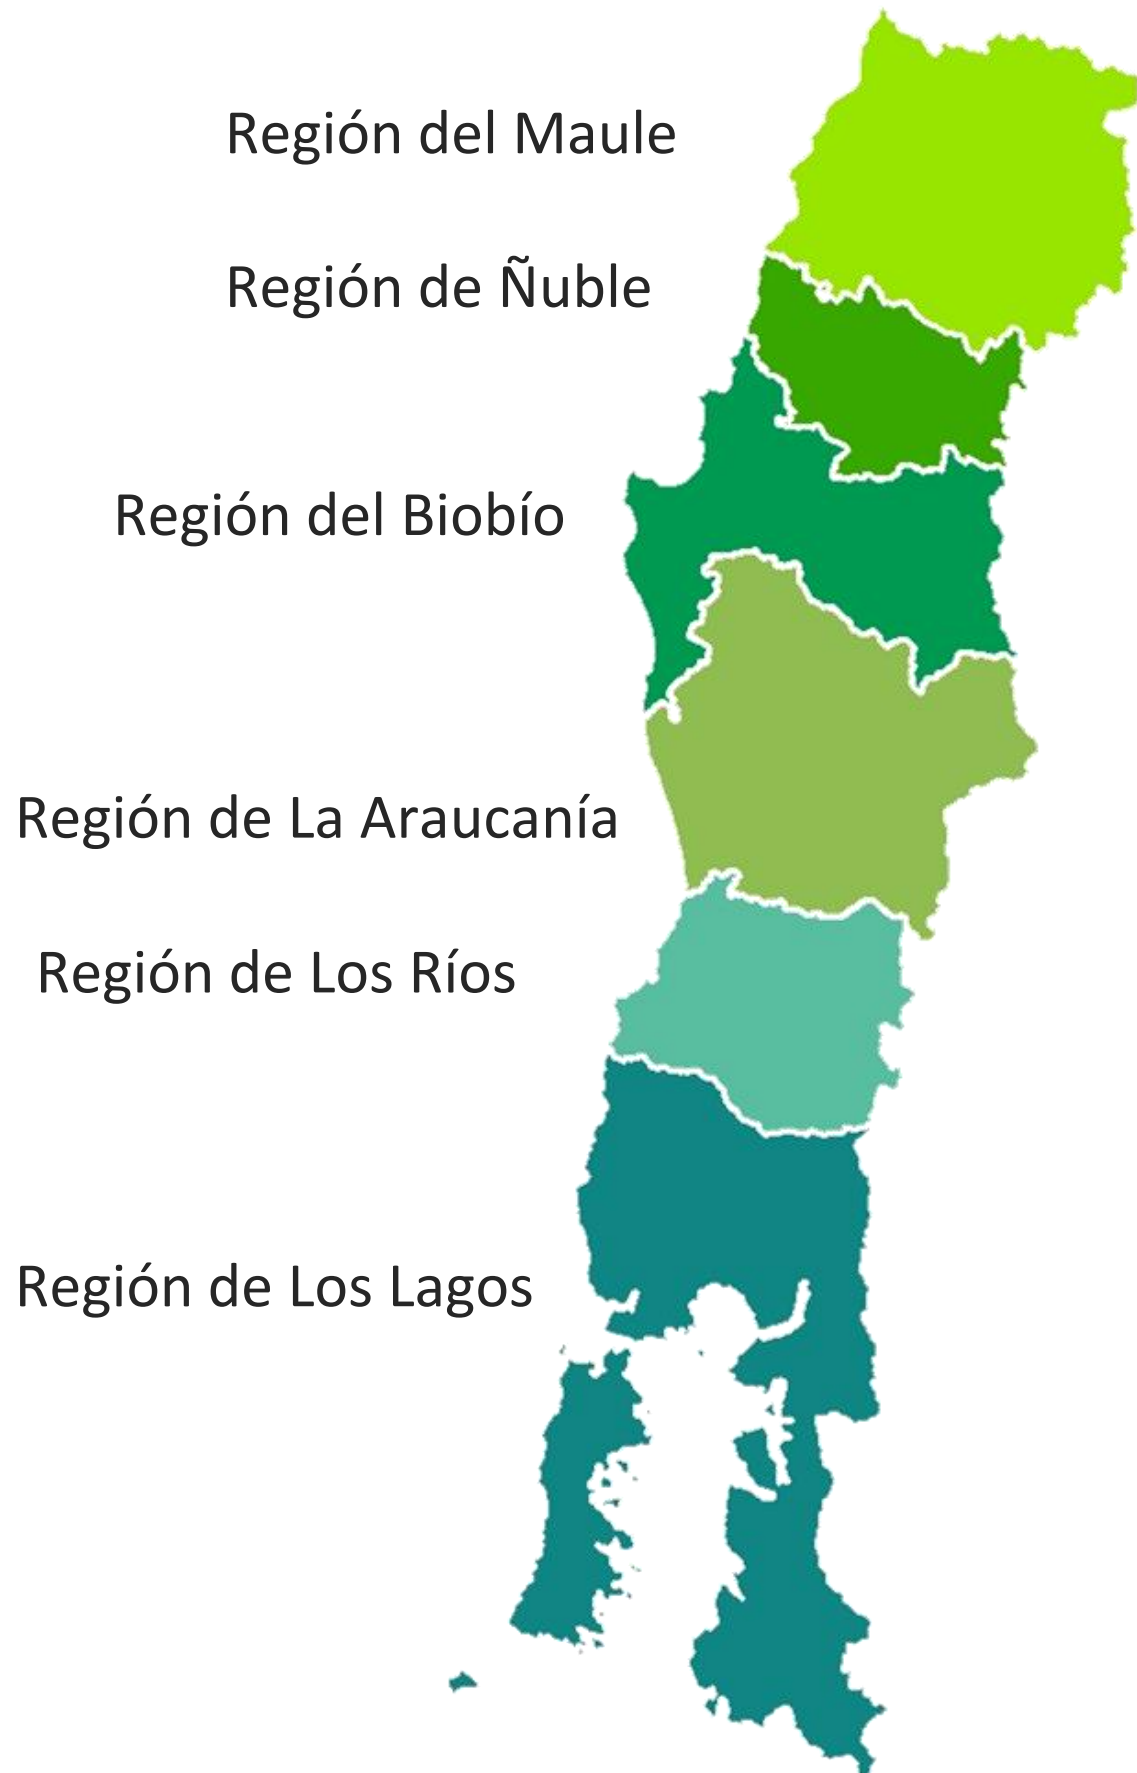 Región del Maule
Región de Ñuble
Región del Biobío
Región de La Araucanía
Región de Los Ríos
Región de Los Lagos